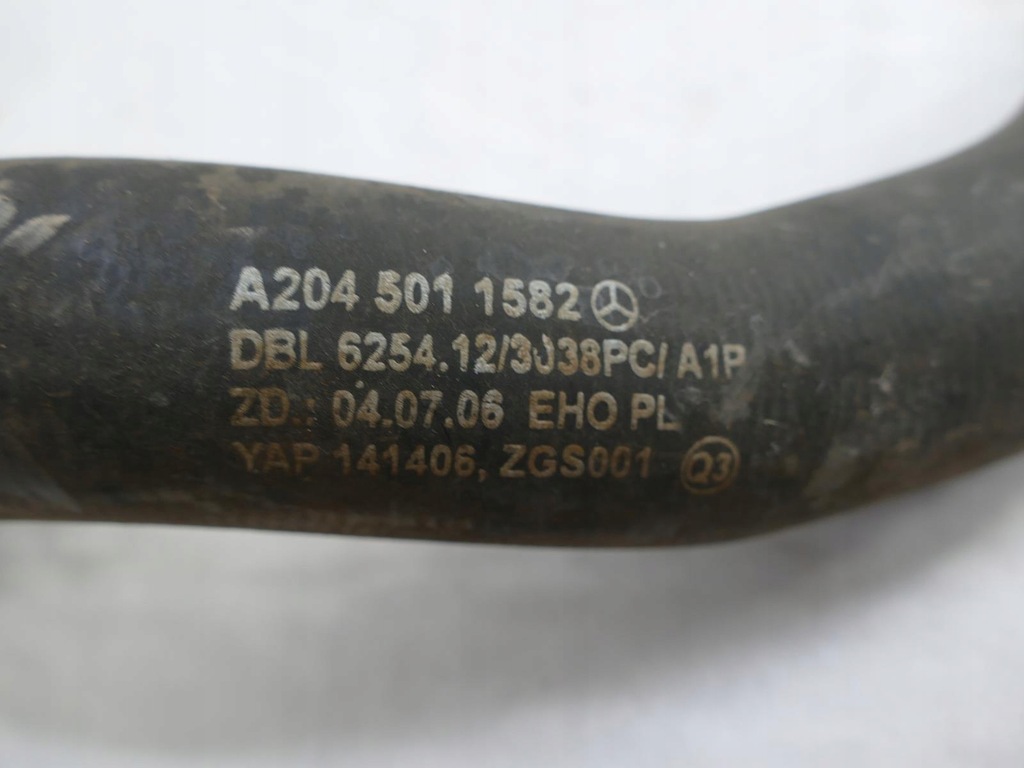 A204 501 1582
DBL 6254.12/3038PC/A1P
ZD.: 04.07.06 EHO PL
YAP 141406, ZGS001 Q3